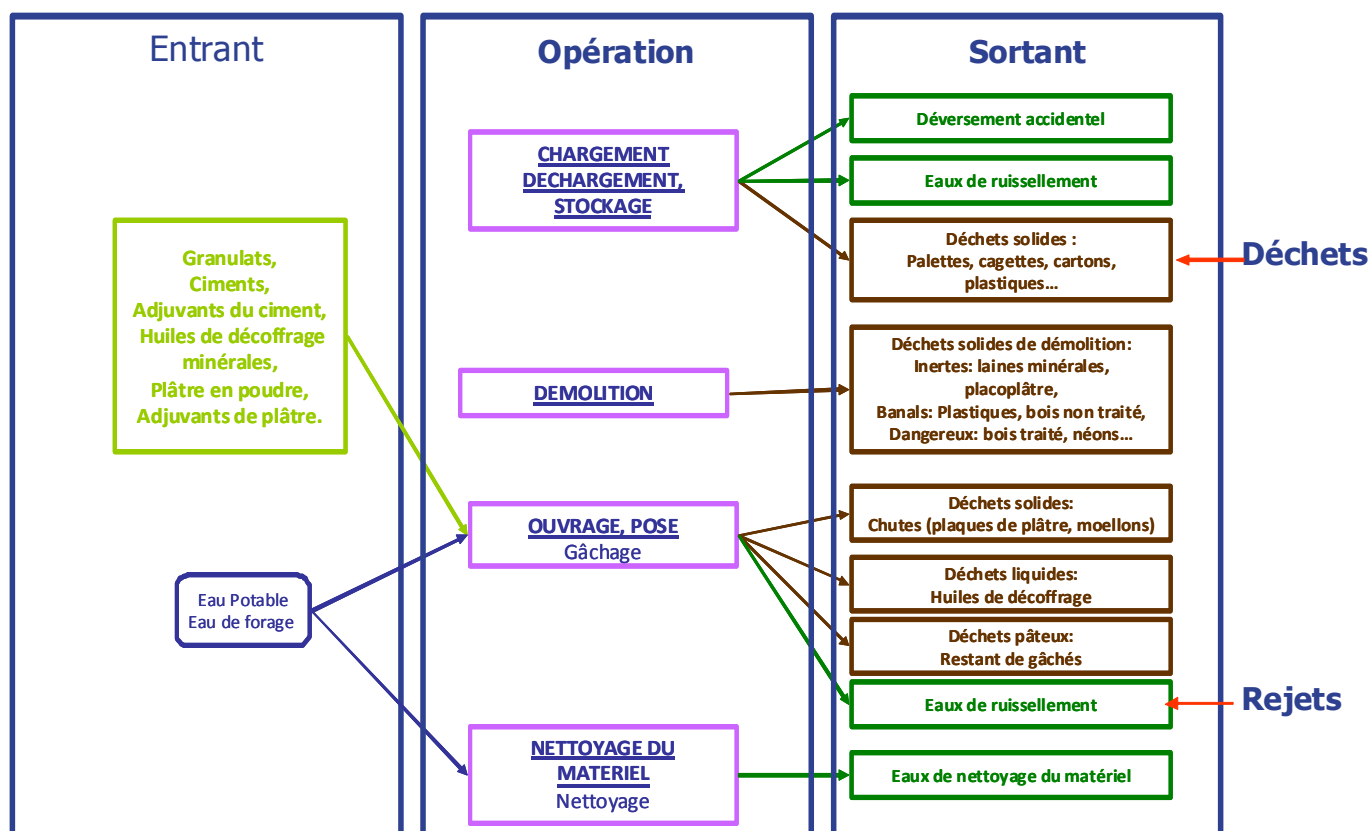 Entrant
Granulats,
Ciments,
Adjuvants du ciment,
Huiles de décoffrage
minérales,
Plâtre en poudre,
Adjuvants de plâtre.
Eau Potable
Eau de forage
Opération
CHARGEMENT
DECHARGEMENT,
STOCKAGE
DEMOLITION
OUVRAGE, POSE
Gâchage
NETTOYAGE DU
MATERIEL
Nettoyage
Sortant
Déversement accidentel
Eaux de ruissellement
Déchets solides :
Palettes, cagettes, cartons,
plastiques...
Déchets solides de démolition:
Inertes: laines minérales,
placoplâtre,
Banals: Plastiques, bois non traité,
Dangereux: bois traité, néons...
Déchets solides:
Chutes (plaques de plâtre, moellons)
Déchets liquides:
Huiles de décoffrage
Déchets pâteux:
Restant de gâchés
Eaux de ruissellement
Eaux de nettoyage du matériel
Déchets
Rejets